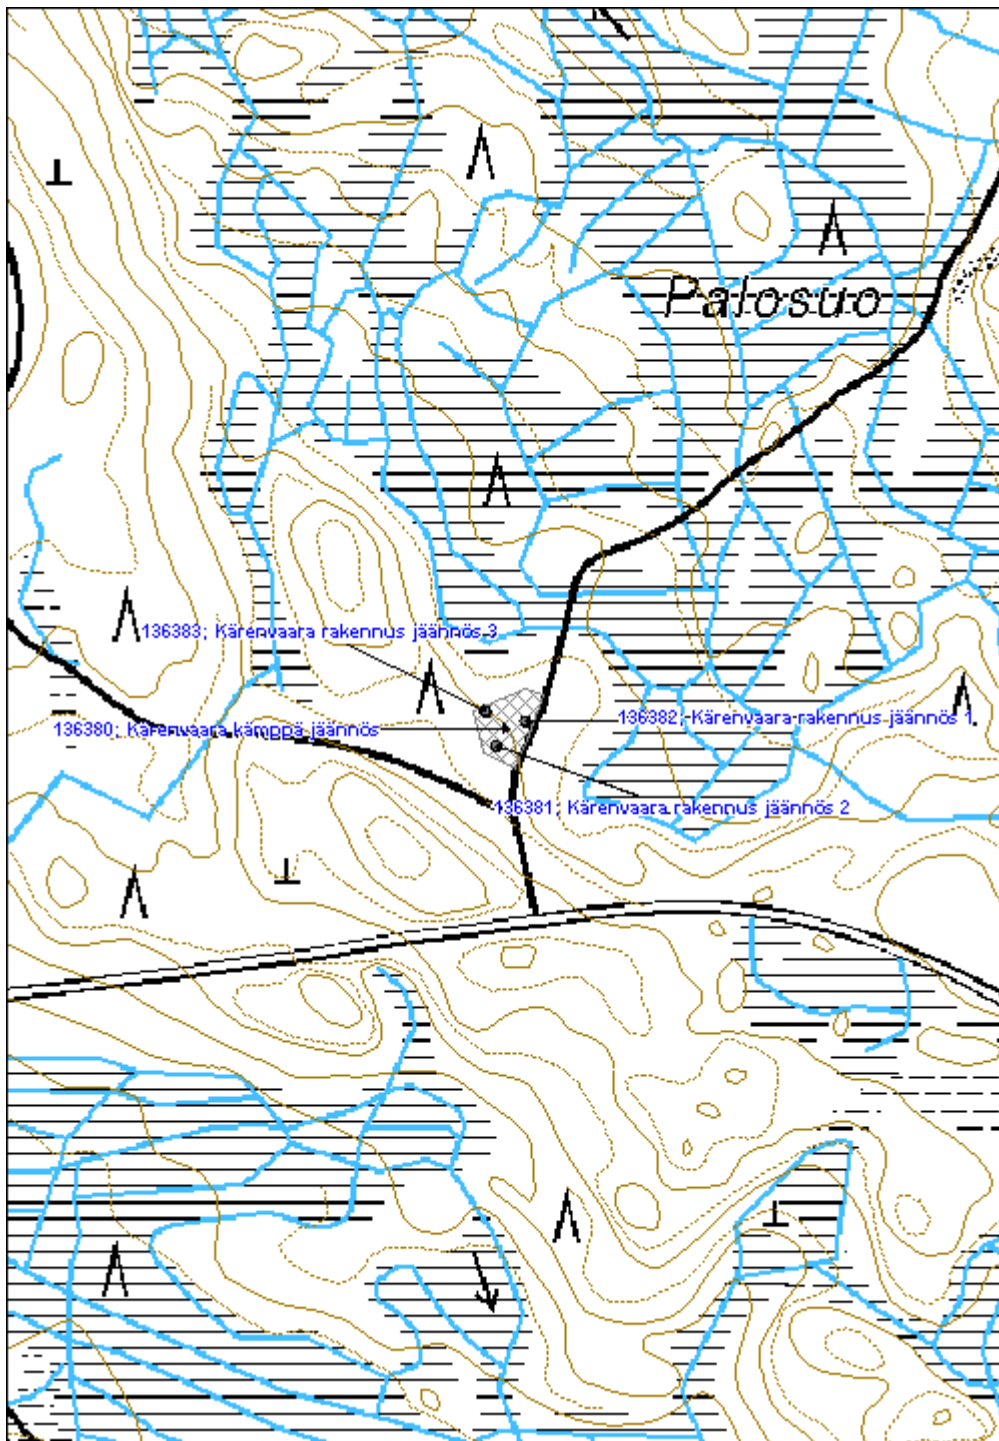 Palosuo
136383; Kärenvaara rakennus jäännös 3
136382; Kärenvaara rakennus jäännös 1
136380; Kärenvaara kämppä jäännös
136381; Kärenvaara rakennus jäännös 2